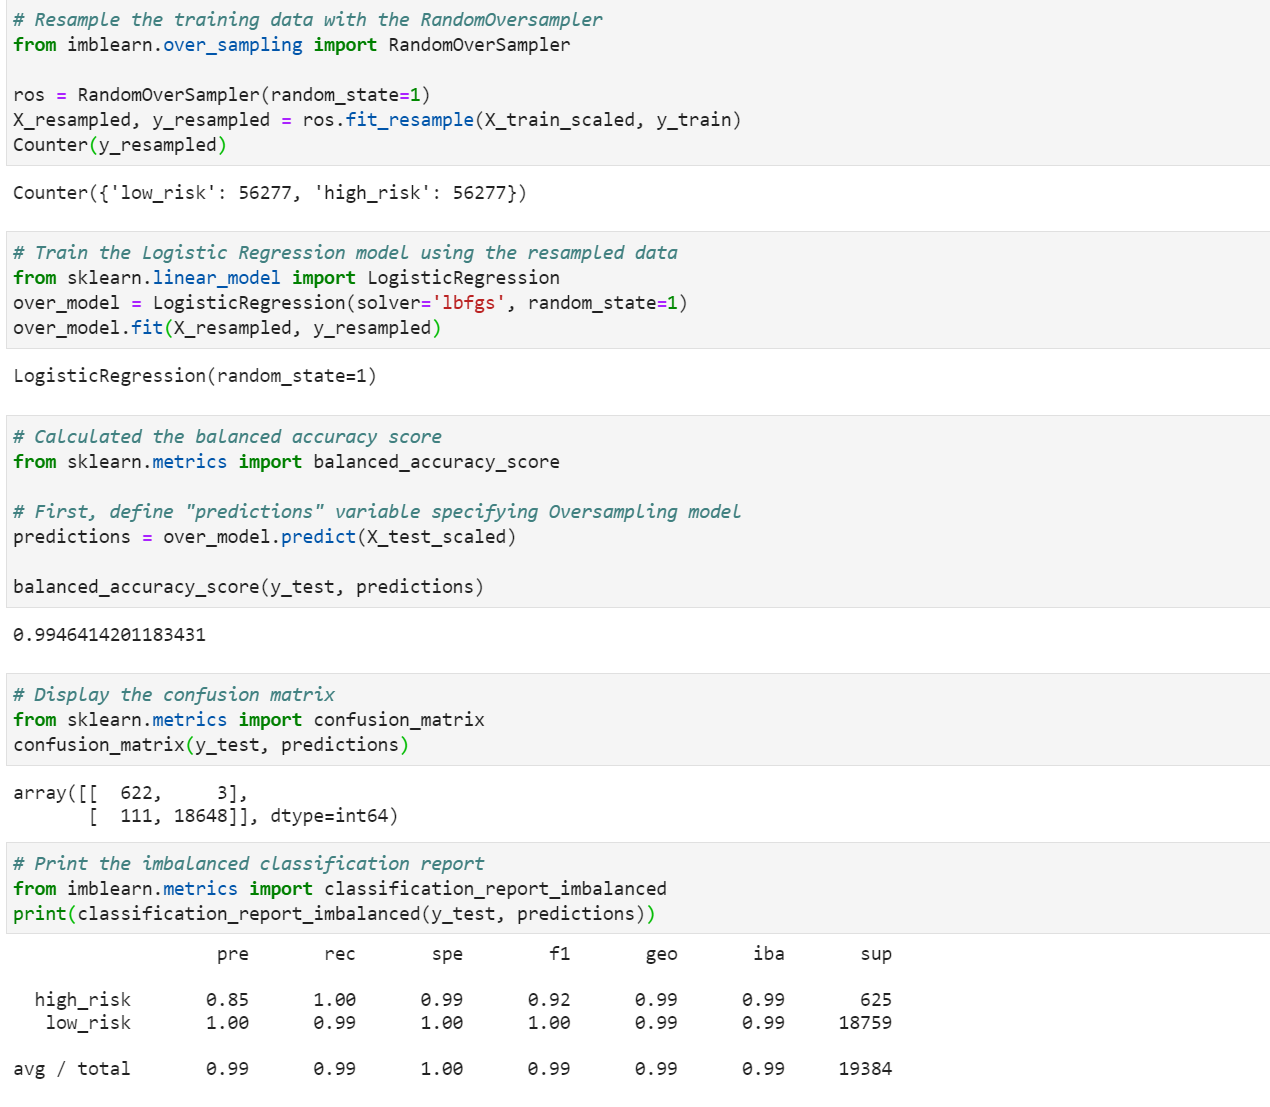 # Resample the training data with the RandomOversampler
from imblearn.over_sampling import RandomOverSampler
ros = RandomOverSampler(random_state=1)
X_resampled, y_resampled = ros.fit_resample(X_train_scaled, y_train)
Counter(y_resampled)
Counter({'low_risk': 56277, 'high_risk': 56277})
# Train the Logistic Regression model using the resampled data
from sklearn.linear_model import LogisticRegression
over_model = LogisticRegression(solver='lbfgs', random_state=1)
over_model.fit(X_resampled, y_resampled)
LogisticRegression(random_state=1)
# Calculated the balanced accuracy score
from sklearn.metrics import balanced_accuracy_score
# First, define "predictions" variable specifying Oversampling model
predictions = over_model.predict(X_test_scaled)
balanced_accuracy_score(y_test, predictions)
0.9946414201183431
# Display the confusion matrix
from sklearn.metrics import confusion_matrix
confusion_matrix(y_test, predictions)
array([[  622,     3],
       [  111, 18648]], dtype=int64)
# Print the imbalanced classification report
from imblearn.metrics import classification_report_imbalanced
print(classification_report_imbalanced(y_test, predictions))
                   pre       rec       spe        f1       geo       iba       sup
  high_risk       0.85      1.00      0.99      0.92      0.99      0.99       625
   low_risk       1.00      0.99      1.00      1.00      0.99      0.99     18759
avg / total       0.99      0.99      1.00      0.99      0.99      0.99     19384